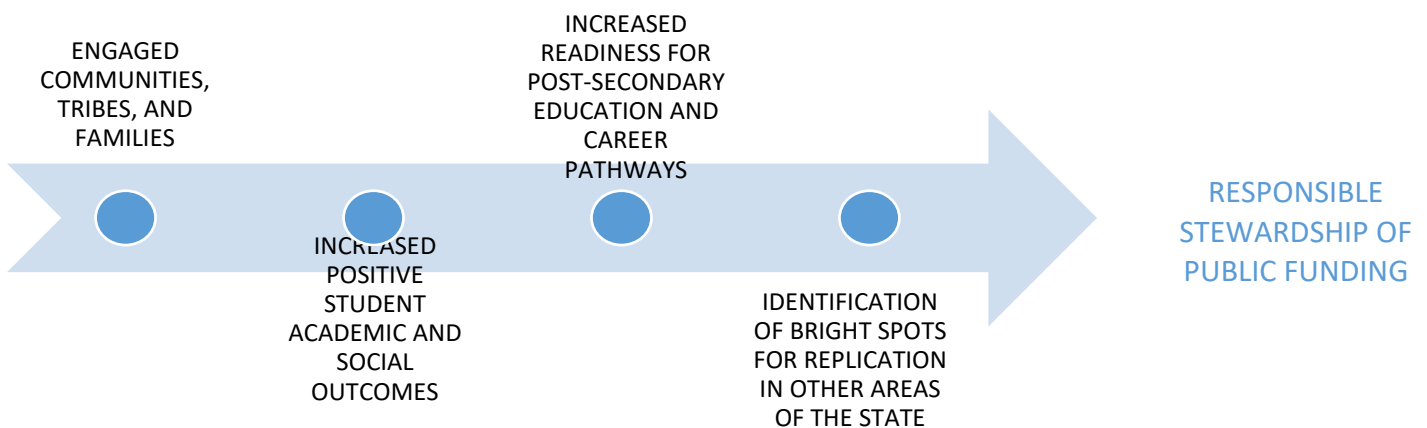 ENGAGED
COMMUNITIES,
TRIBES, AND
FAMILIES
INCREASED
POSITIVE
STUDENT
ACADEMIC AND
SOCIAL
OUTCOMES
INCREASED
READINESS FOR
POST-SECONDARY
EDUCATION AND
CAREER
PATHWAYS
IDENTIFICATION
OF BRIGHT SPOTS
FOR REPLICATION
IN OTHER AREAS
OF THE STATE
RESPONSIBLE
STEWARDSHIP OF
PUBLIC FUNDING